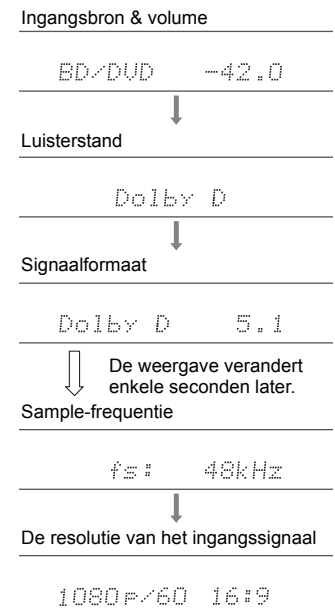 Ingangsbron & volume
BD/DVD -42.0
Luisterstand
Dolby D
Signaalformaat
Dolby D 5.1
De weergave verandert
enkele seconden later.
Sample-frequentie
fs: 48kHz
De resolutie van het ingangssignaal
1080p/60 16:9